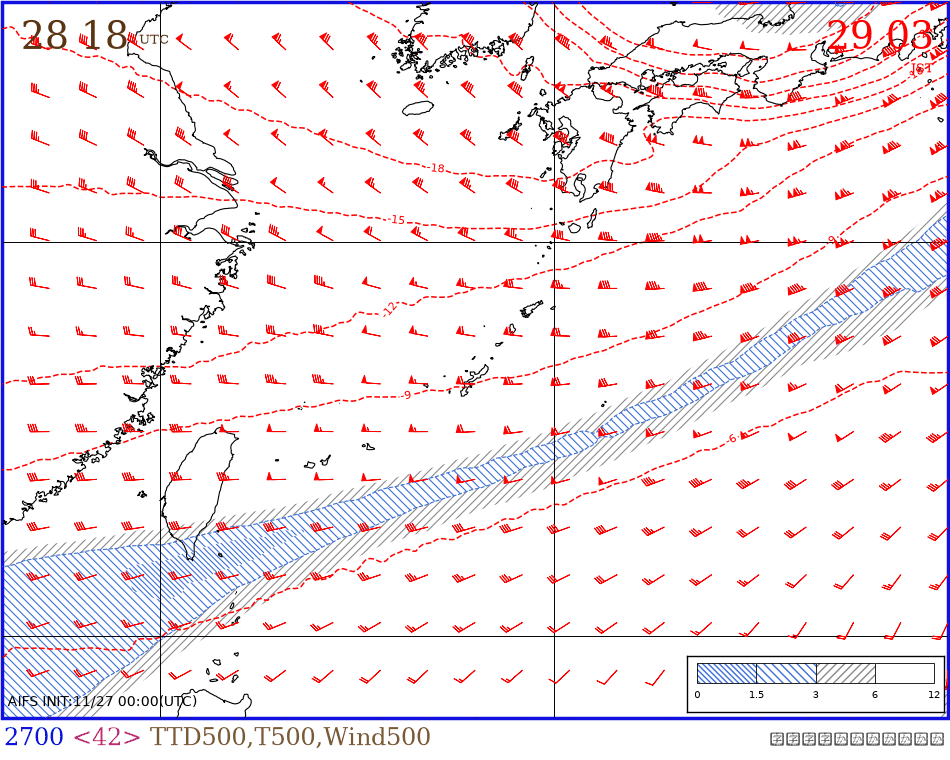 28 18 UTC
29 03 JST
-18
-15
-12
-9
-9
-6
0 1.5 3 6 12
AIFS INIT:11/27 00:00(UTC)
2700 <42> TTD500,T500,Wind500